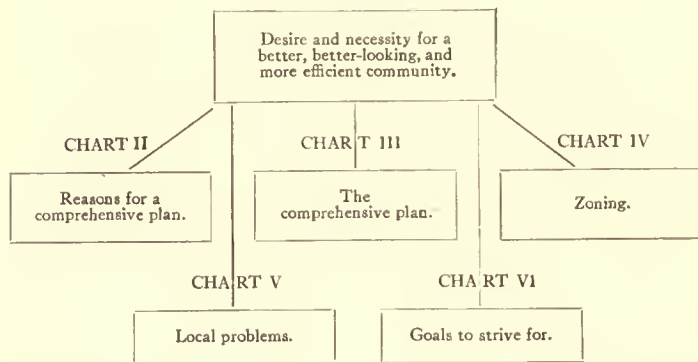 Desire and necessity for a
better, better-looking, and
more efficient community.
CHART II
CHART III
CHART IV
Reasons for a
comprehensive plan.
The
comprehensive plan.
Zoning.
CHART V
CHART VI
Local problems.
Goals to strive for.